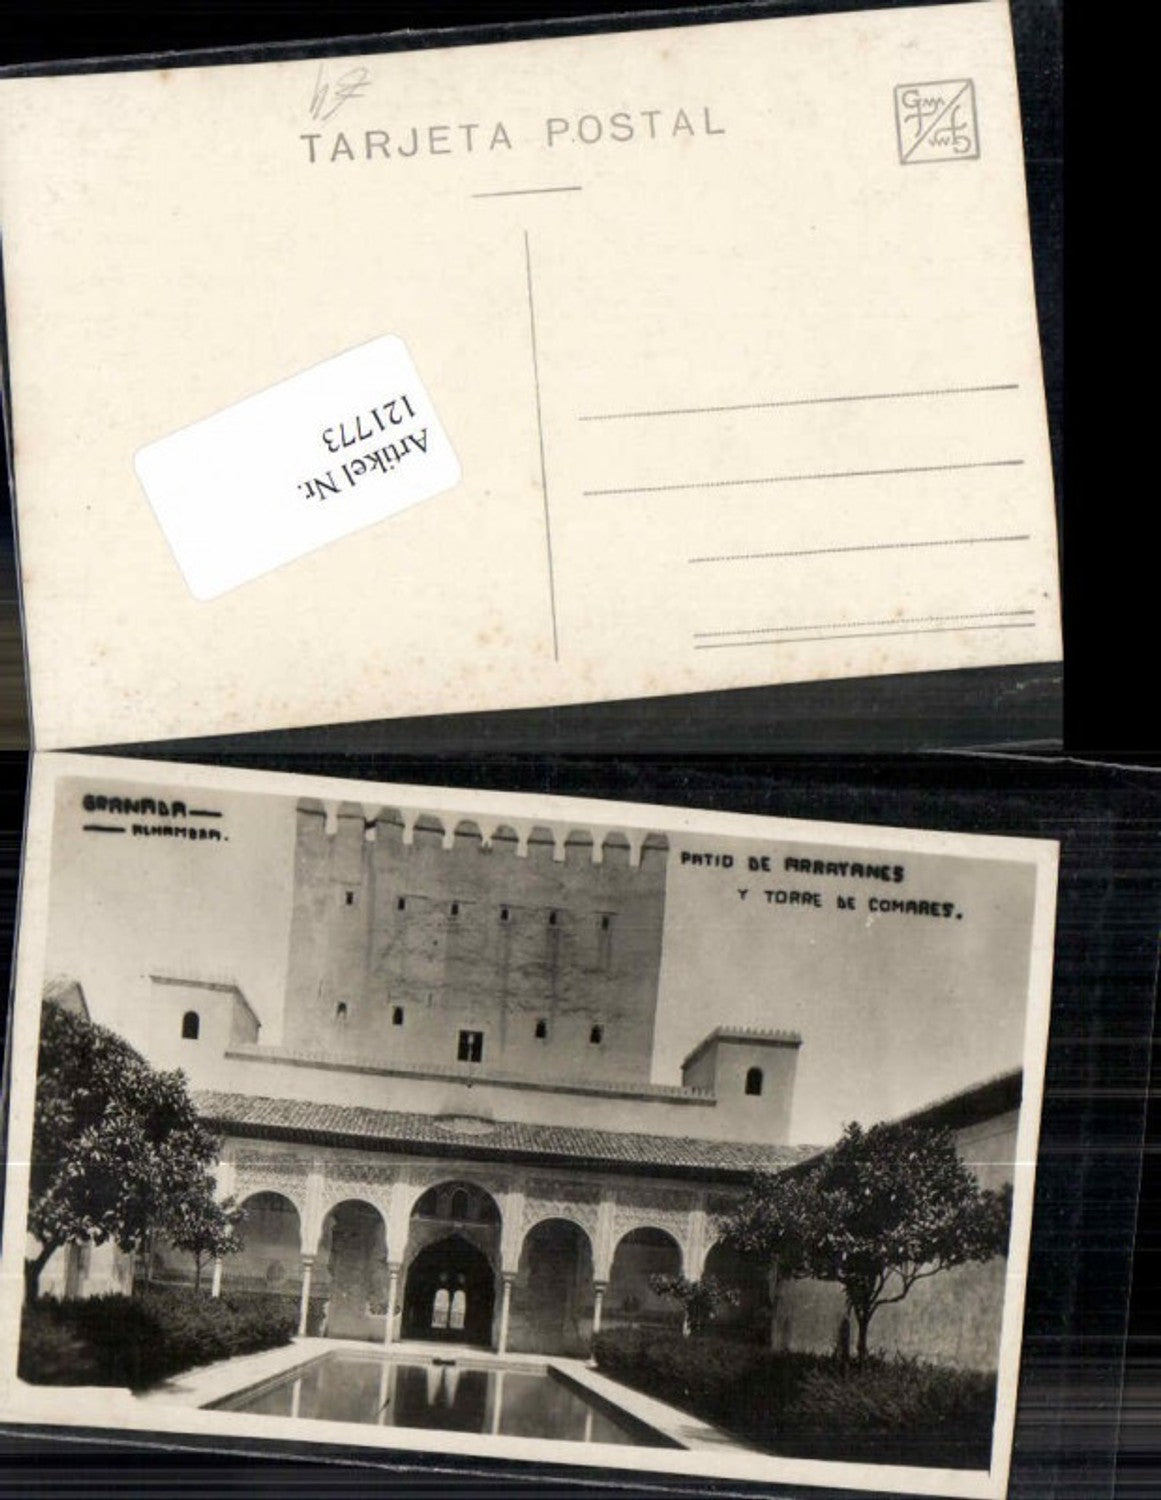 TARJETA POSTAL
Artikel Nr.
121773
GRANADA—
— ALHAMBRA.
PATIO DE ARRAYANES
Y TORRE DE COMARES.